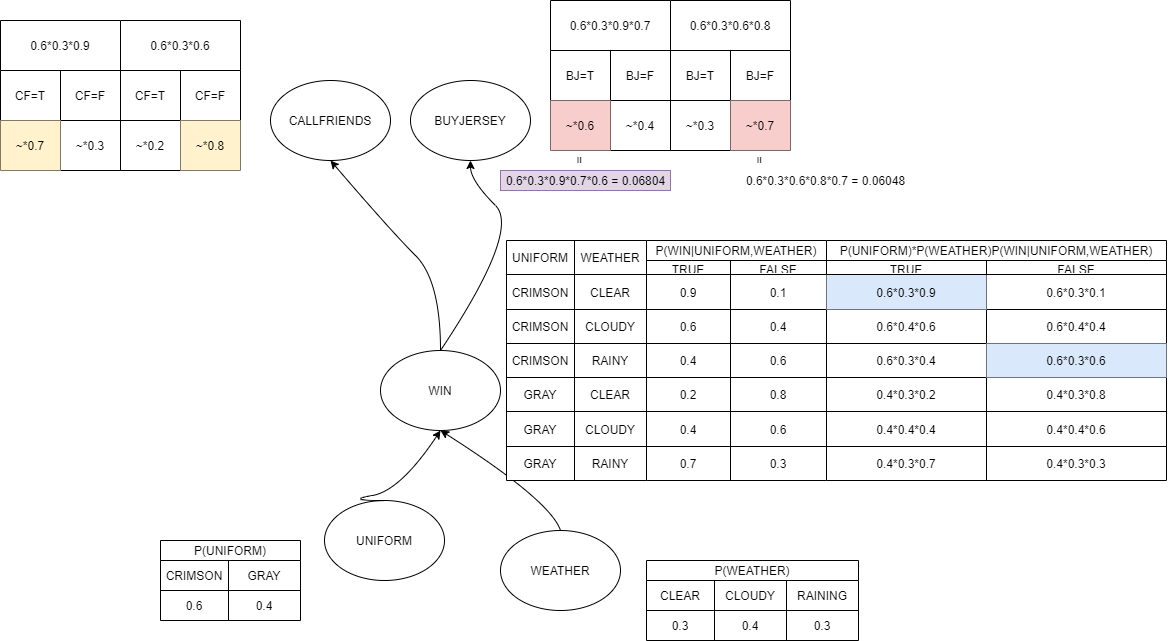 0.6*0.3*0.9 0.6*0.3*0.6
CF=T CF=F CF=T CF=F
~*0.7 ~*0.3 ~*0.2 ~*0.8
CALLFRIENDS
BUYJERSEY
0.6*0.3*0.9*0.7 0.6*0.3*0.6*0.8
BJ=T BJ=F BJ=T BJ=F
~*0.6 ~*0.4 ~*0.3 ~*0.7
= =
0.6*0.3*0.9*0.7*0.6 = 0.06804 0.6*0.3*0.6*0.8*0.7 = 0.06048
UNIFORM WEATHER P(WIN|UNIFORM,WEATHER) P(UNIFORM)*P(WEATHER)P(WIN|UNIFORM,WEATHER)
TRUE FALSE TRUE FALSE
CRIMSON CLEAR 0.9 0.1 0.6*0.3*0.9 0.6*0.3*0.1
CRIMSON CLOUDY 0.6 0.4 0.6*0.4*0.6 0.6*0.4*0.4
CRIMSON RAINY 0.4 0.6 0.6*0.3*0.4 0.6*0.3*0.6
GRAY CLEAR 0.2 0.8 0.4*0.3*0.2 0.4*0.3*0.8
GRAY CLOUDY 0.4 0.6 0.4*0.4*0.4 0.4*0.4*0.6
GRAY RAINY 0.7 0.3 0.4*0.3*0.7 0.4*0.3*0.3
WIN
UNIFORM
WEATHER
P(UNIFORM)
CRIMSON GRAY
0.6 0.4
P(WEATHER)
CLEAR CLOUDY RAINING
0.3 0.4 0.3